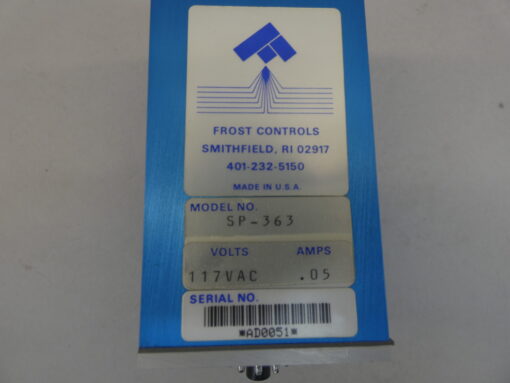 FROST CONTROLS
SMITHFIELD, RI 02917
401-232-5150
MADE IN U.S.A.
MODEL NO.
SP-363
VOLTS AMPS
117VAC .05
SERIAL NO.
*AD0051*